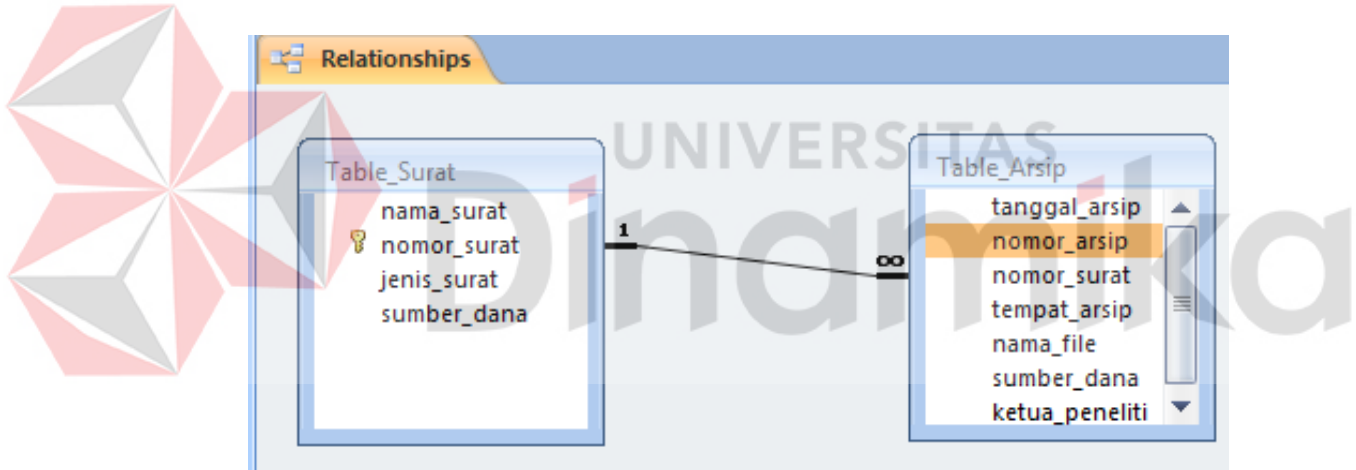 Relationships
UNIVERSITAS
Dinamika
Table_Surat
nama_surat
nomor_surat
jenis_surat
sumber_dana
1
∞
Table_Arsip
tanggal_arsip
nomor_arsip
nomor_surat
tempat_arsip
nama_file
sumber_dana
ketua_peneliti